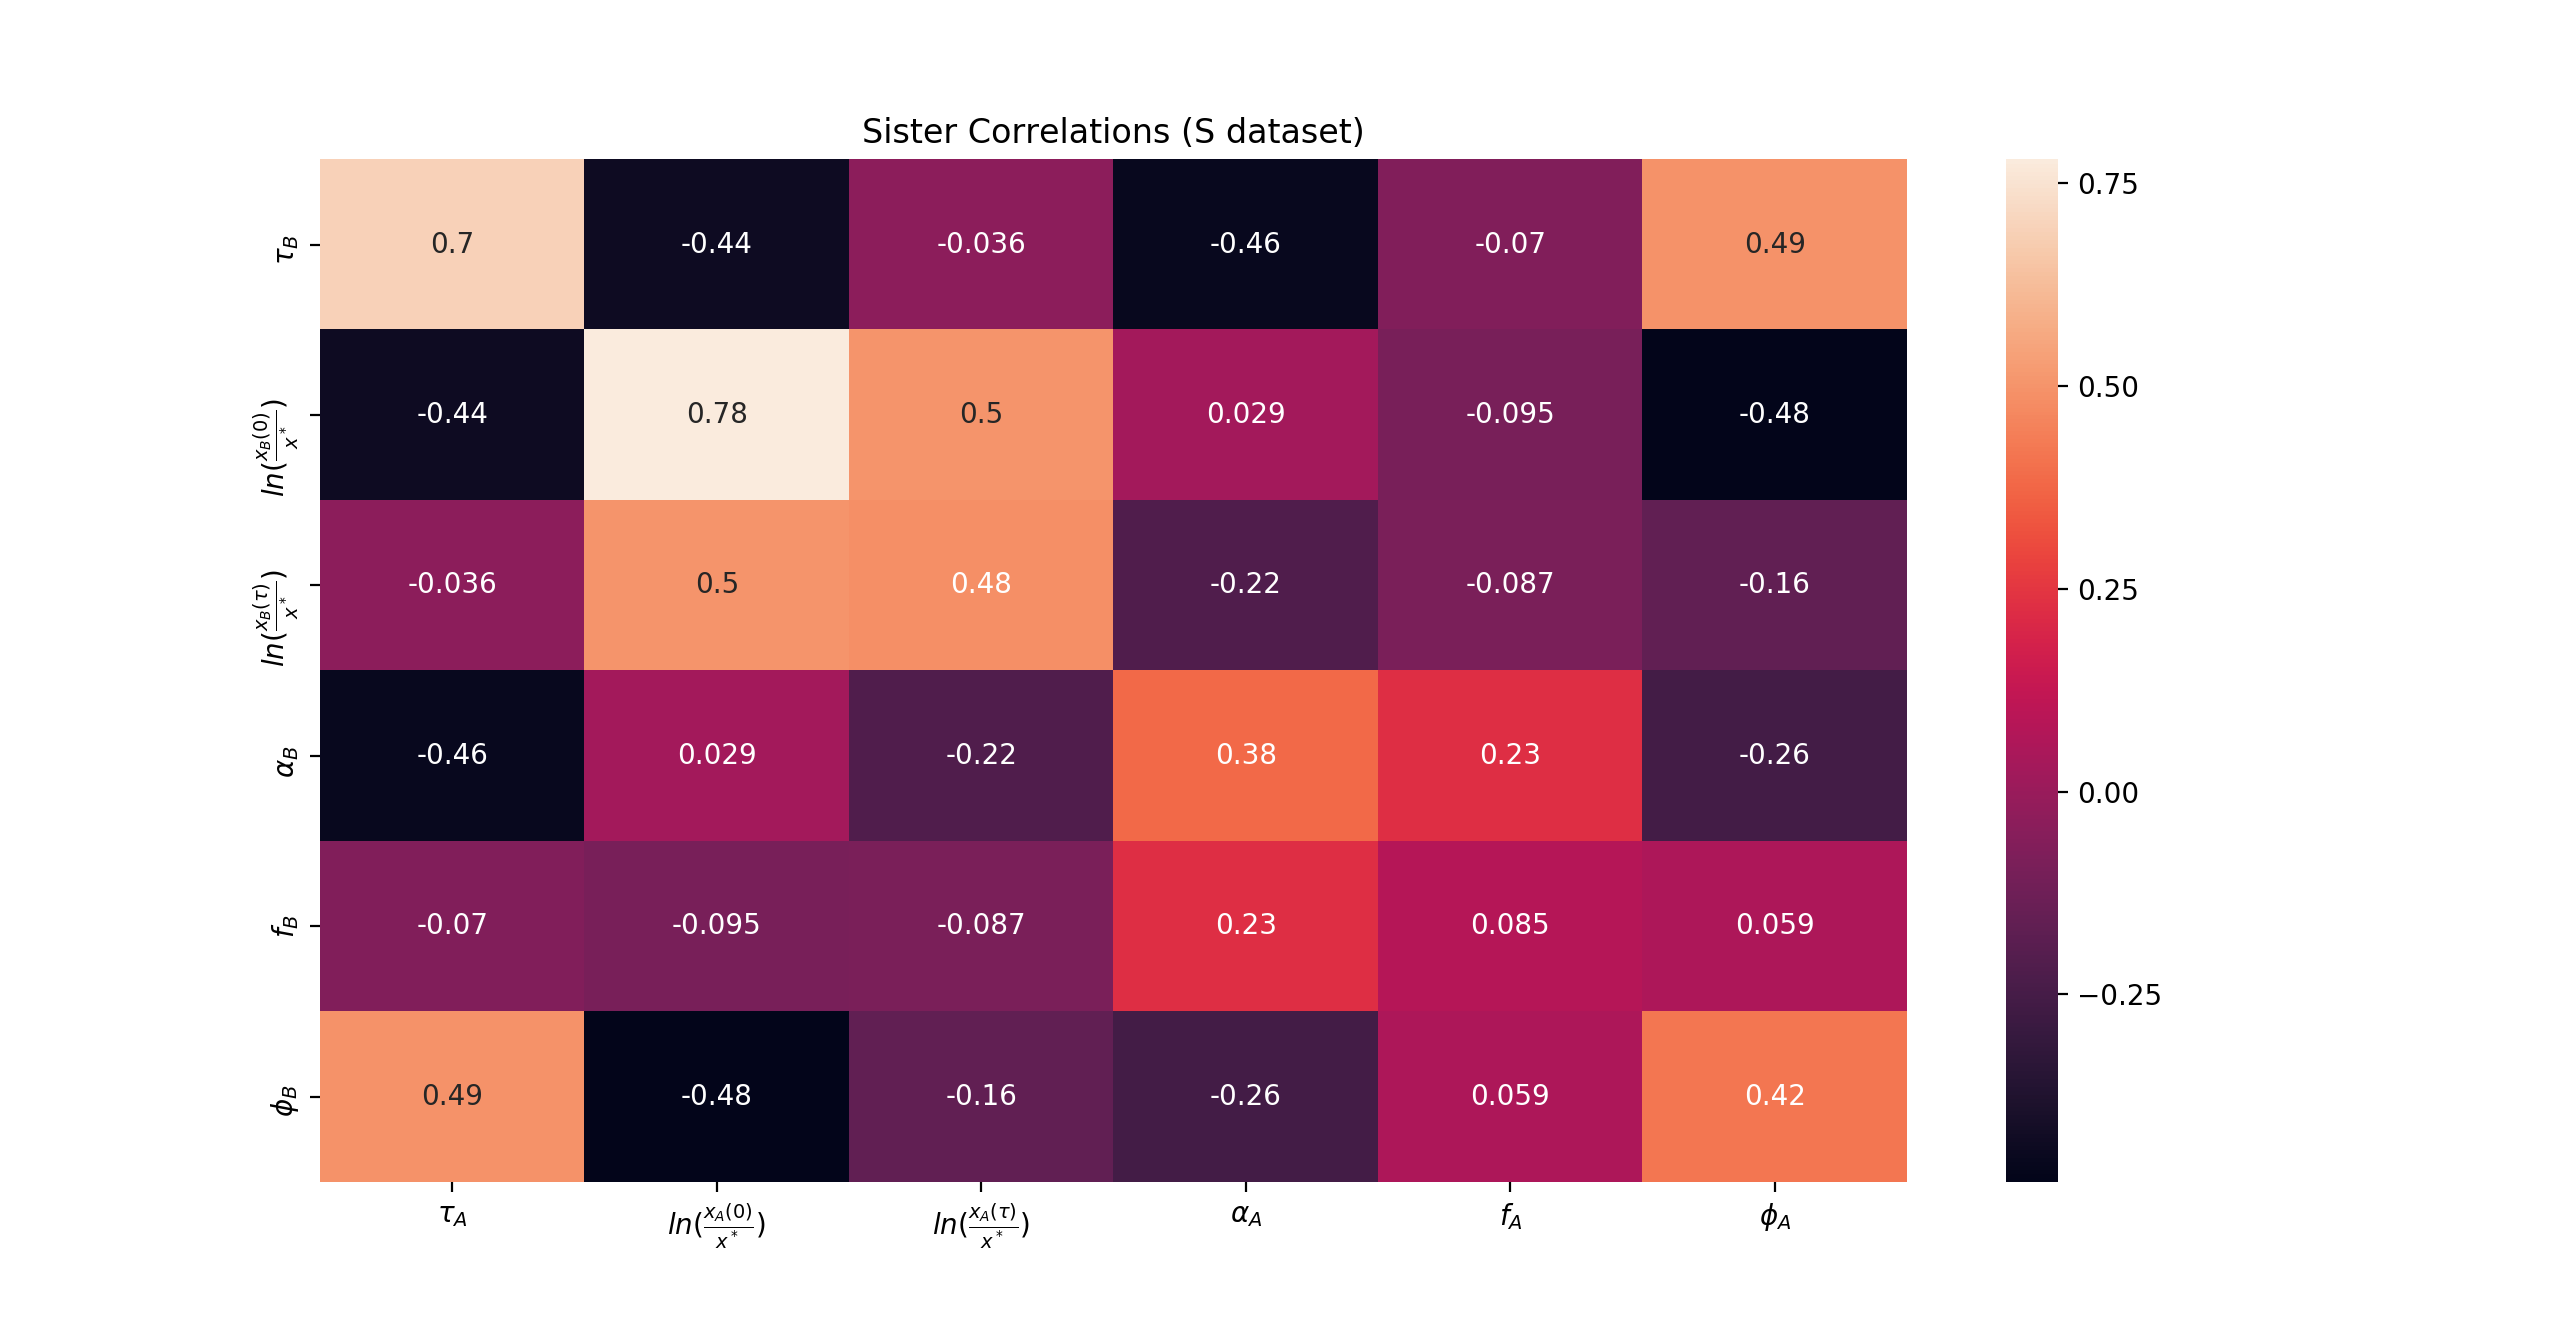 Sister Correlations (S dataset)
τ_B 0.7 -0.44 -0.036 -0.46 -0.07 0.49
ln(x_B(0)/x*) -0.44 0.78 0.5 0.029 -0.095 -0.48
ln(x_B(τ)/x*) -0.036 0.5 0.48 -0.22 -0.087 -0.16
α_B -0.46 0.029 -0.22 0.38 0.23 -0.26
f_B -0.07 -0.095 -0.087 0.23 0.085 0.059
ϕ_B 0.49 -0.48 -0.16 -0.26 0.059 0.42
τ_A ln(x_A(0)/x*) ln(x_A(τ)/x*) α_A f_A ϕ_A
0.75
0.50
0.25
0.00
−0.25